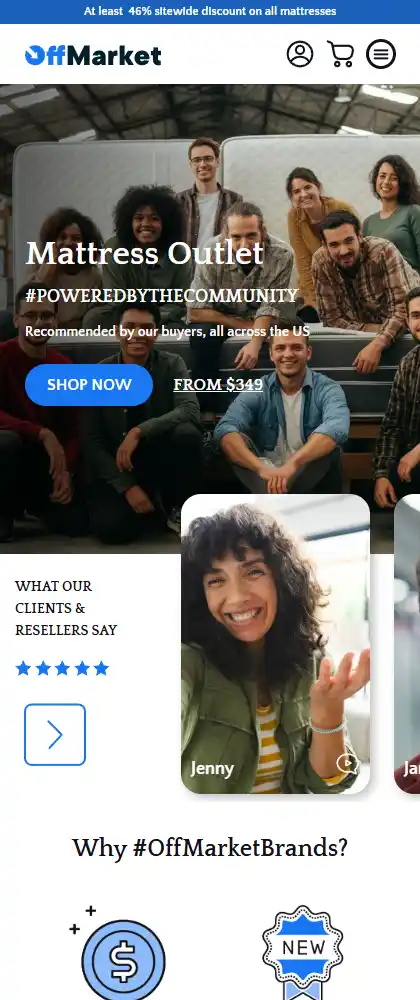 At least 46% sitewide discount on all mattresses
OffMarket
Mattress Outlet
#POWEREDBYTHECOMMUNITY
Recommended by our buyers, all across the US
SHOP NOW
FROM $349
WHAT OUR
CLIENTS &
RESELLERS SAY
Jenny
Ja
Why #OffMarketBrands?
$
NEW